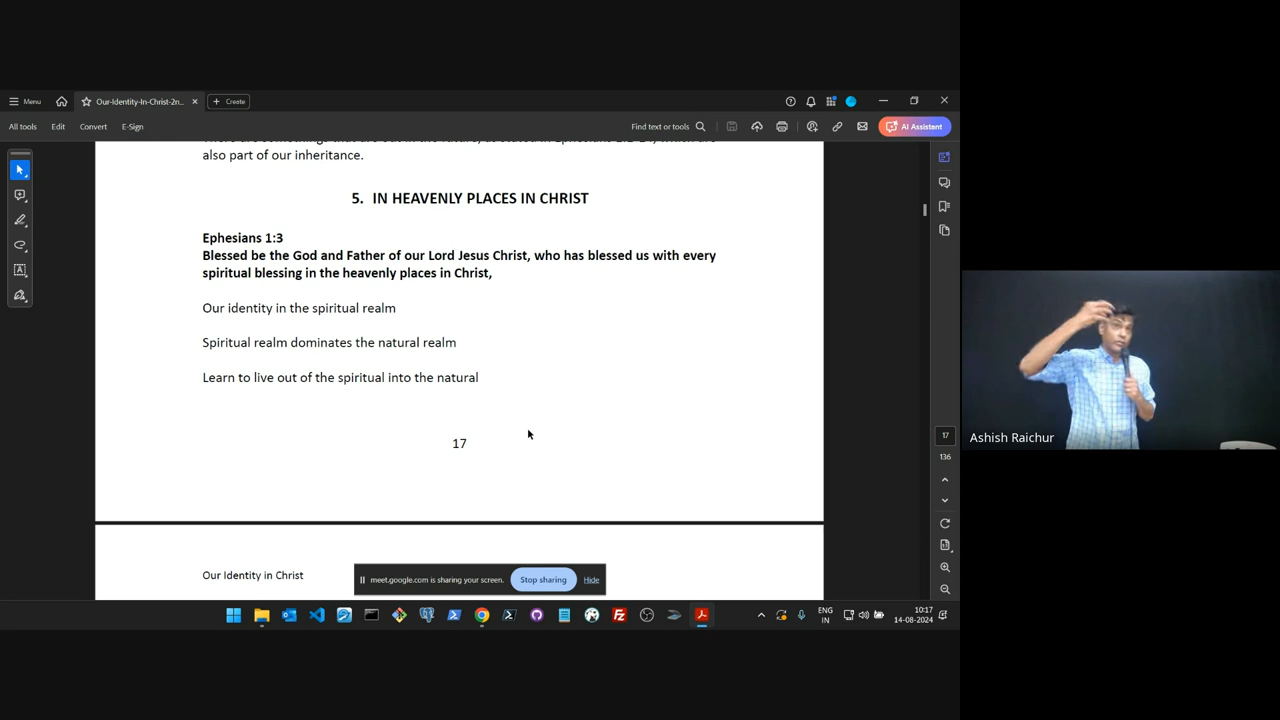 Menu
Our-Identity-In-Christ-2n...
Create
All tools
Edit
Convert
E-Sign
Find text or tools
AI Assistant
also part of our inheritance.
5. IN HEAVENLY PLACES IN CHRIST
Ephesians 1:3
Blessed be the God and Father of our Lord Jesus Christ, who has blessed us with every
spiritual blessing in the heavenly places in Christ,
Our identity in the spiritual realm
Spiritual realm dominates the natural realm
Learn to live out of the spiritual into the natural
17
17
136
Ashish Raichur
Our Identity in Christ
meet.google.com is sharing your screen.
Stop sharing
Hide
ENG
IN
10:17
14-08-2024